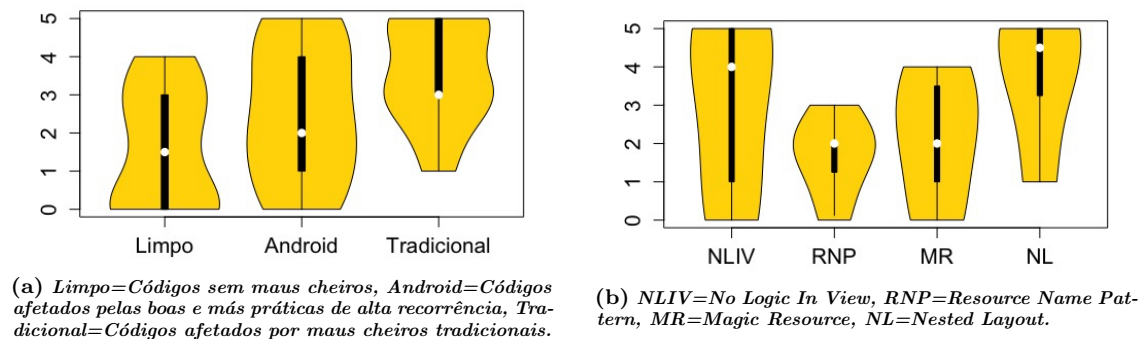 0 1 2 3 4 5
Limpo Android Tradicional
(a) Limpo=Códigos sem maus cheiros, Android=Códigos
afetados pelas boas e más práticas de alta recorrência, Tra-
dicional=Códigos afetados por maus cheiros tradicionais.
0 1 2 3 4 5
NLIV RNP MR NL
(b) NLIV=No Logic In View, RNP=Resource Name Pat-
tern, MR=Magic Resource, NL=Nested Layout.